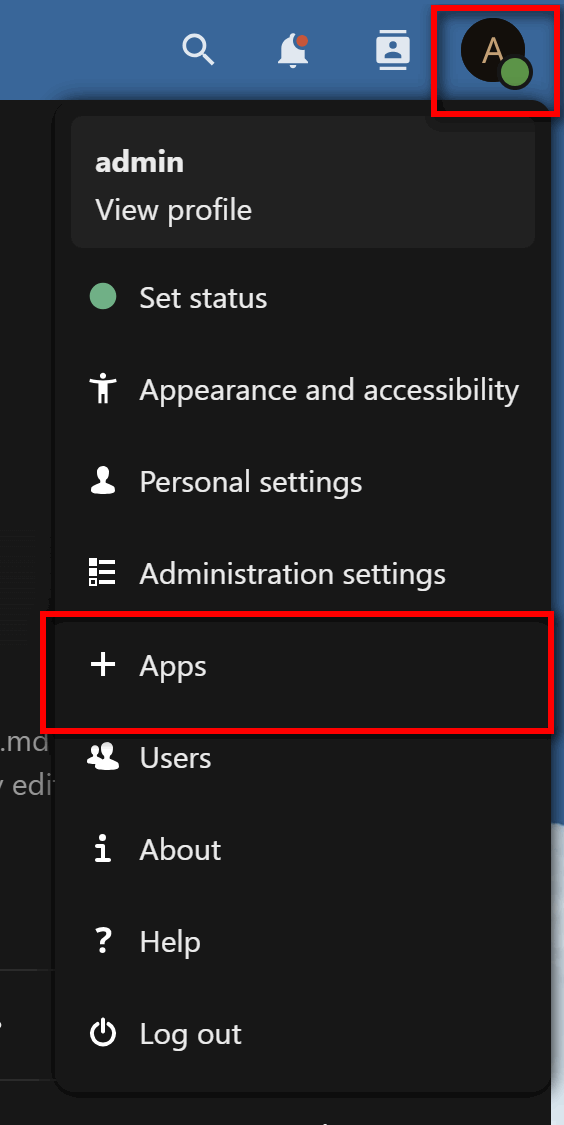 A
admin
View profile
Set status
Appearance and accessibility
Personal settings
Administration settings
Apps
.md
Users
y edi
About
Help
Log out